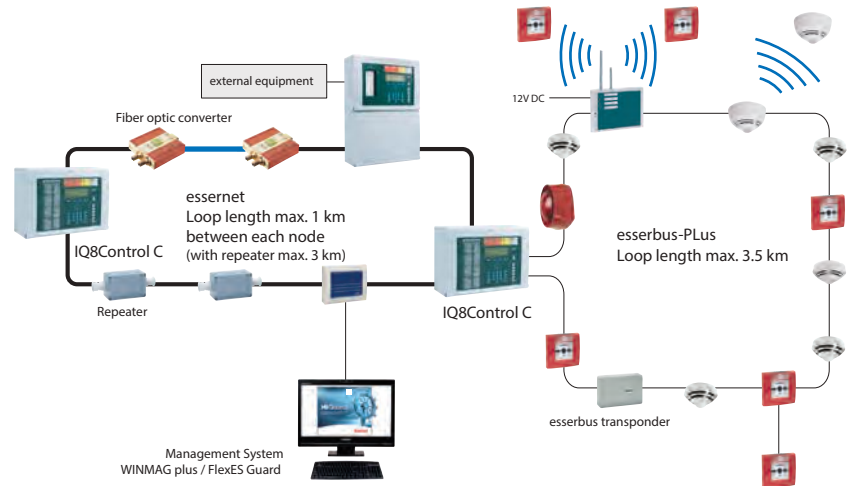 external equipment
12V DC
Fiber optic converter
essernet
Loop length max. 1 km
between each node
(with repeater max. 3 km)
IQ8Control C
Repeater
IQ8Control C
esserbus-PLus
Loop length max. 3.5 km
esserbus transponder
Management System
WINMAG plus / FlexES Guard